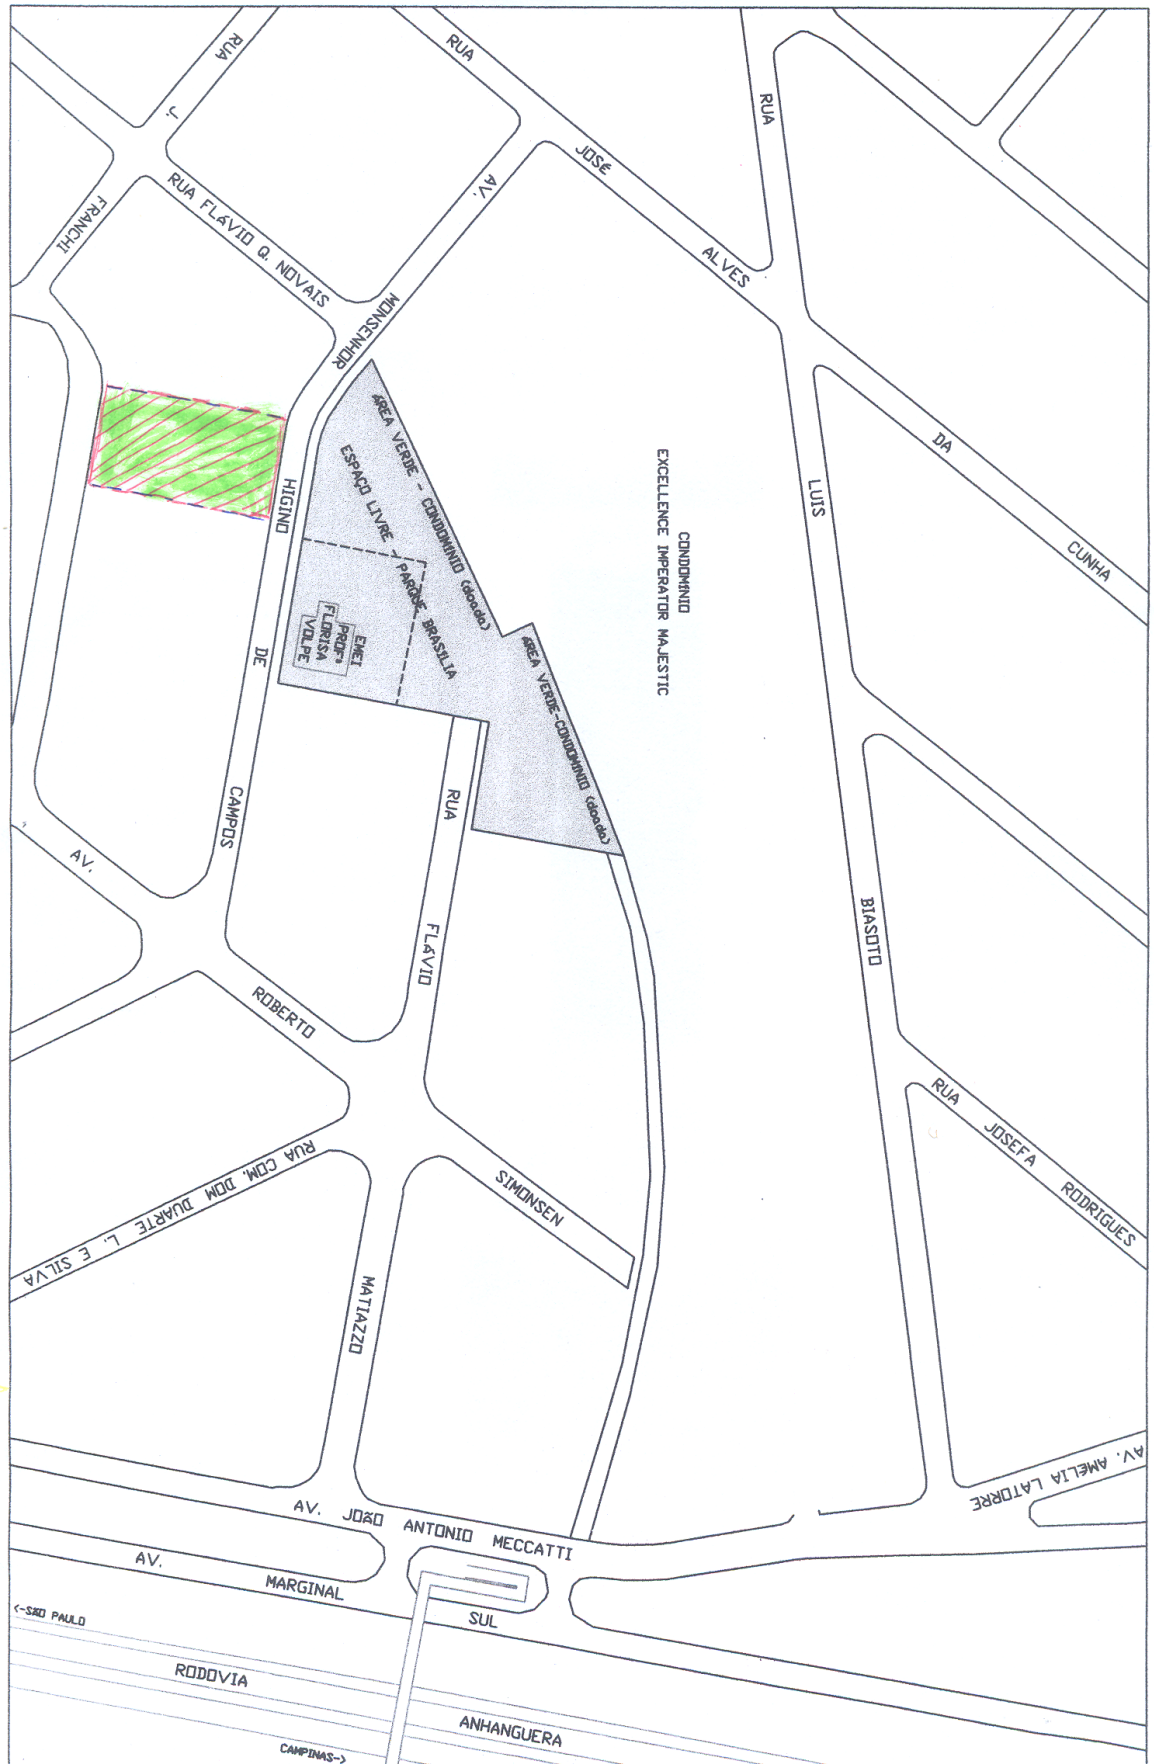 RUA
J.
FRANCHI
RUA FLÁVIO Q. NOVAIS
RUA
JOSÉ
ALVES
DA
CUNHA
AV.
MONSENHOR
HIGINO
DE
CAMPOS
RUA
LUIS
BIASOTO
CONDOMÍNIO
EXCELLENCE IMPERATOR MAJESTIC
ÁREA VERDE - CONDOMÍNIO (doada)
ESPAÇO LIVRE - PARQUE BRASÍLIA
ÁREA VERDE-CONDOMÍNIO (doada)
EMEI
PROFª
FLORISA
VOLPE
RUA
FLÁVIO
SIMONSEN
AV.
ROBERTO
MATIAZZO
RUA COM. DOM DUARTE L. E SILVA
RUA JOSEFA RODRIGUES
AV. AMÉLIA LATORRE
AV. JOÃO ANTONIO MECCATTI
AV. MARGINAL SUL
<-SÃO PAULO
RODOVIA ANHANGUERA
CAMPINAS->